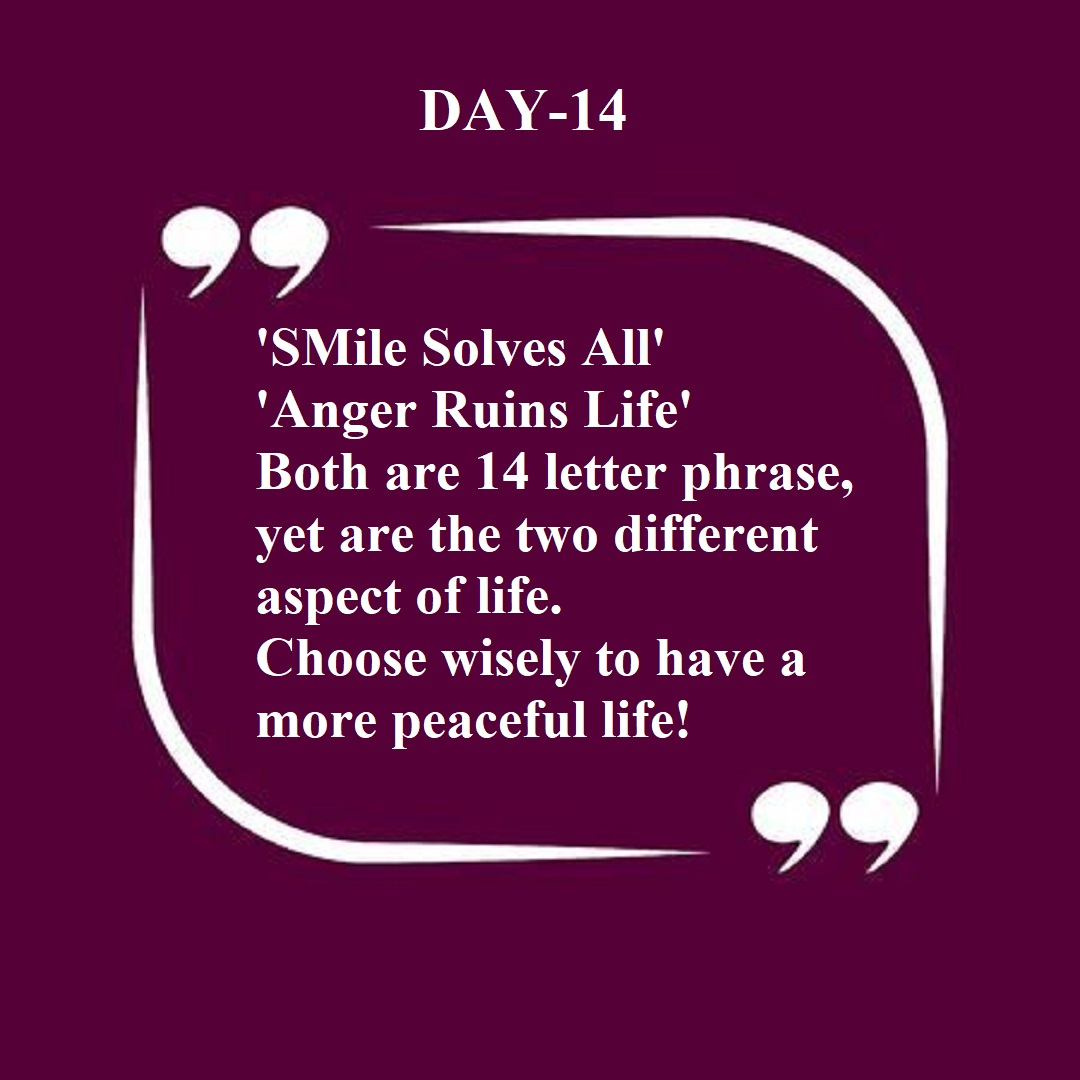 DAY-14
'SMile Solves All'
'Anger Ruins Life'
Both are 14 letter phrase,
yet are the two different
aspect of life.
Choose wisely to have a
more peaceful life!